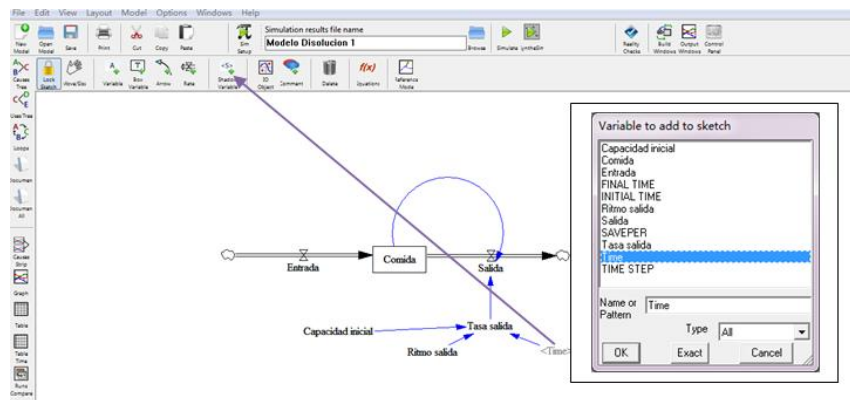 File Edit View Layout Model Options Windows Help
Simulation results file name
Modelo Disolucion 1
New Model
Open Model
Save
Print
Cut
Copy
Paste
Sim Setup
Browse
Simulate
SyntheSim
Reality Checks
Build Windows
Output Windows
Control Panel
Causes Tree
Lock Sketch
Move/Size
Variable
Box Variable
Arrow
Rate
Shadow Variable
IO Object
Comment
Delete
f(x)
Equations
Reference Mode
Uses Tree
Loops
Document
Document All
Causes Strip
Graph
Table
Table Time
Runs Compare
Entrada
Comida
Salida
Capacidad inicial
Tasa salida
Ritmo salida
<Time>
Variable to add to sketch
Capacidad inicial
Comida
Entrada
FINAL TIME
INITIAL TIME
Ritmo salida
Salida
SAVEPER
Tasa salida
Time
TIME STEP
Name or Pattern
Time
Type
All
OK
Exact
Cancel